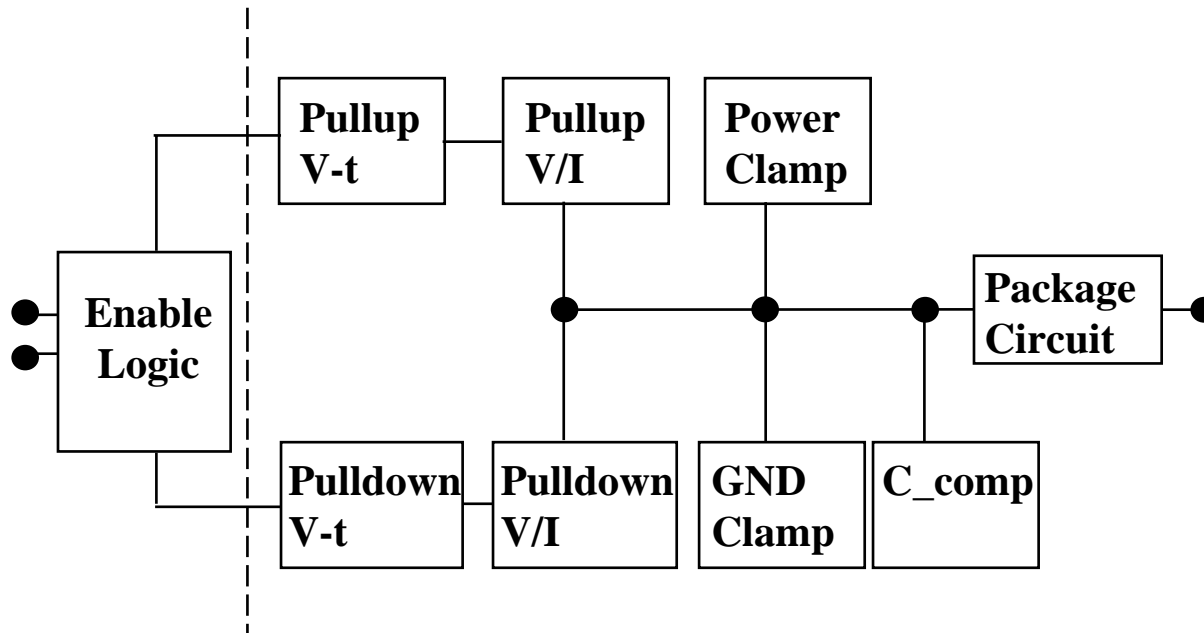 Pullup
V-t
Pullup
V/I
Power
Clamp
Enable
Logic
Package
Circuit
Pulldown
V-t
Pulldown
V/I
GND
Clamp
C_comp